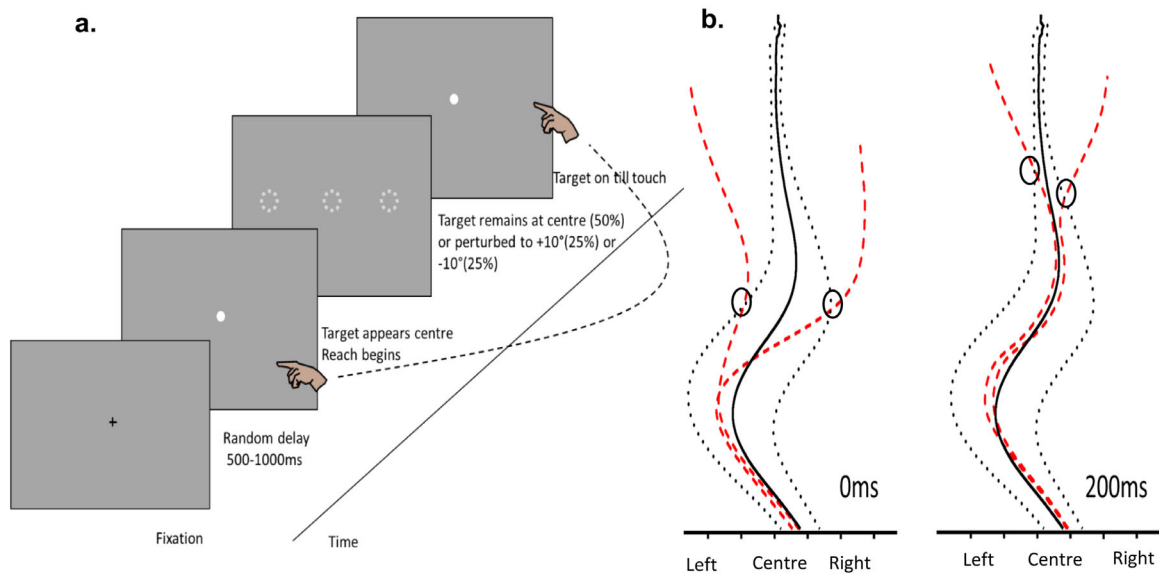 a.
Target on till touch
Target remains at centre (50%)
or perturbed to +10°(25%) or
-10°(25%)
Target appears centre
Reach begins
Random delay
500-1000ms
Fixation
Time
b.
0ms
Left Centre Right
200ms
Left Centre Right